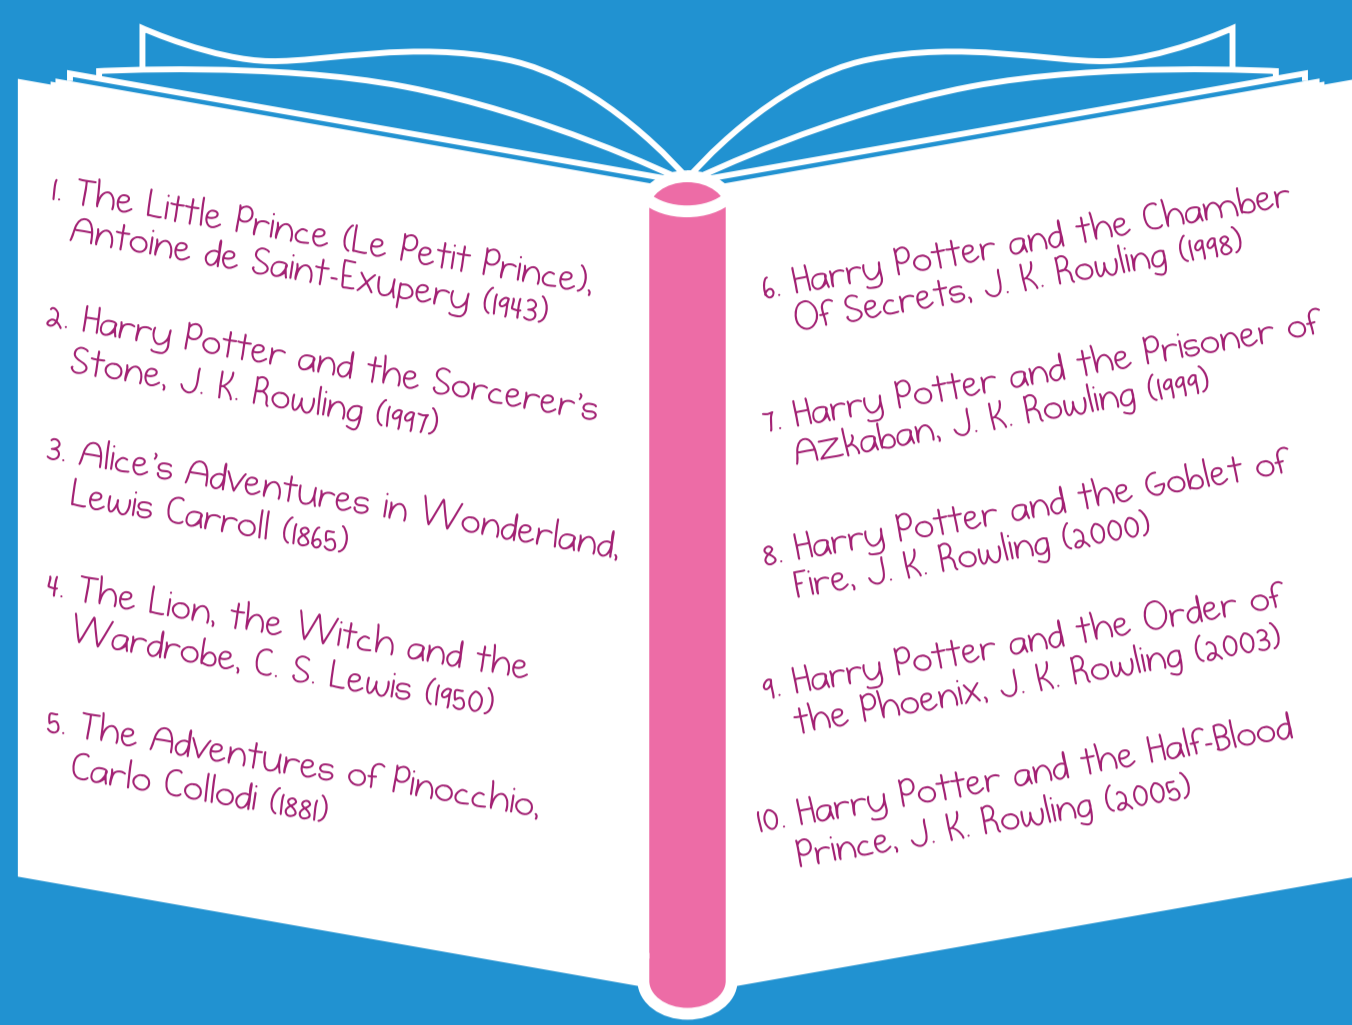 1. The Little Prince (Le Petit Prince),
Antoine de Saint-Exupery (1943)
2. Harry Potter and the Sorcerer's
Stone, J. K. Rowling (1997)
3. Alice's Adventures in Wonderland,
Lewis Carroll (1865)
4. The Lion, the Witch and the
Wardrobe, C. S. Lewis (1950)
5. The Adventures of Pinocchio,
Carlo Collodi (1881)
6. Harry Potter and the Chamber
Of Secrets, J. K. Rowling (1998)
7. Harry Potter and the Prisoner of
Azkaban, J. K. Rowling (1999)
8. Harry Potter and the Goblet of
Fire, J. K. Rowling (2000)
9. Harry Potter and the Order of
the Phoenix, J. K. Rowling (2003)
10. Harry Potter and the Half-Blood
Prince, J. K. Rowling (2005)